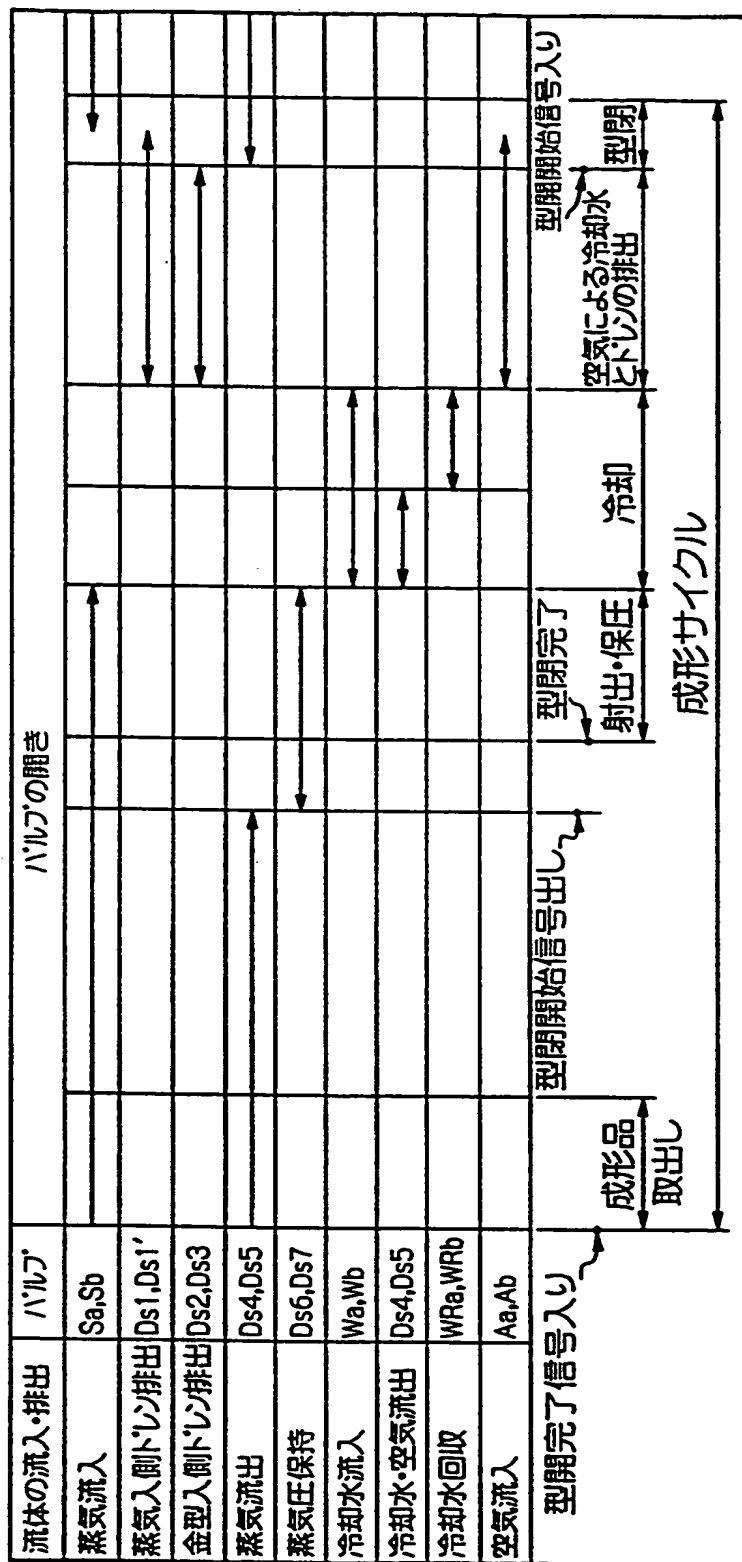 流体の流入・排出 バルブ バルブの開き
蒸気流入 Sa,Sb
蒸気入側ドレン排出 Ds1,Ds1′
金型入側ドレン排出 Ds2,Ds3
蒸気流出 Ds4,Ds5
蒸気圧保持 Ds6,Ds7
冷却水流入 Wa,Wb
冷却水・空気流出 Ds4,Ds5
冷却水回収 WRa,WRb
空気流入 Aa,Ab
型開完了信号入り
型閉開始信号出し
型閉完了
型開開始信号入り
成形品
取出し
射出・保圧
冷却
空気による冷却水
とドレンの排出
型閉
成形サイクル